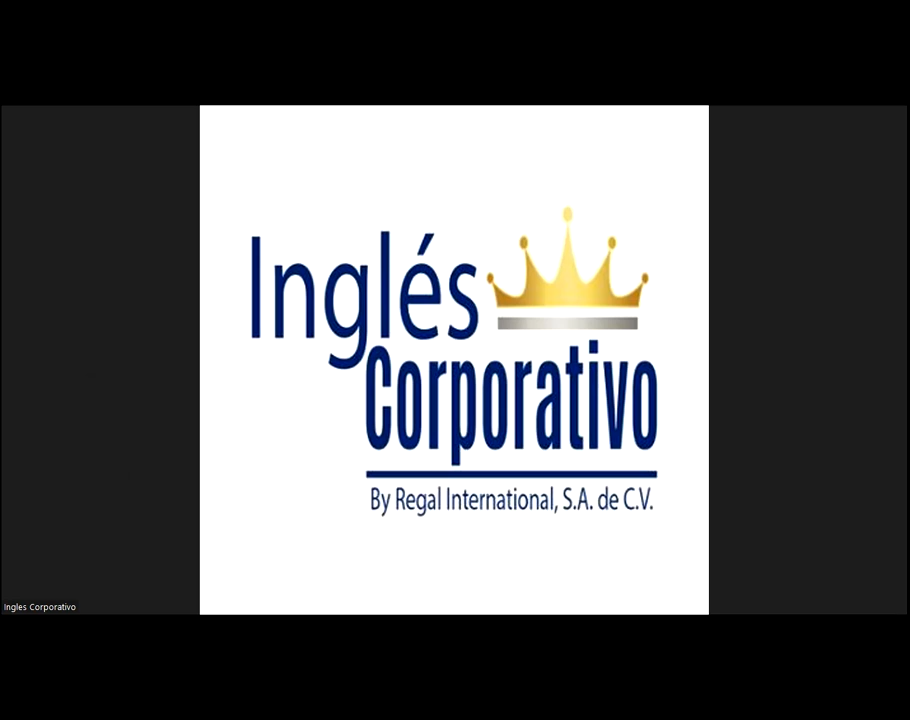 Inglés
Corporativo
By Regal International, S.A. de C.V.
Ingles Corporativo